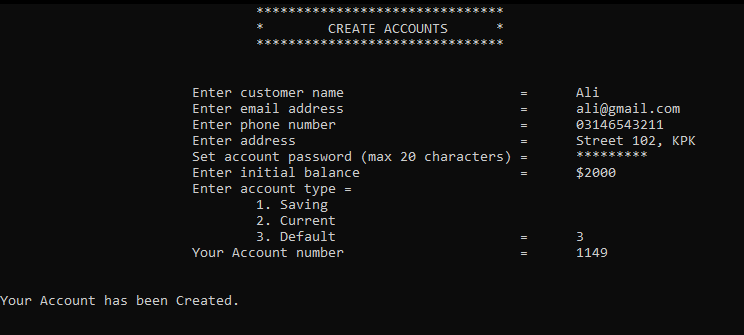 *******************************
* CREATE ACCOUNTS *
*******************************
Enter customer name = Ali
Enter email address = ali@gmail.com
Enter phone number = 03146543211
Enter address = Street 102, KPK
Set account password (max 20 characters) = *********
Enter initial balance = $2000
Enter account type =
1. Saving
2. Current
3. Default = 3
Your Account number = 1149
Your Account has been Created.